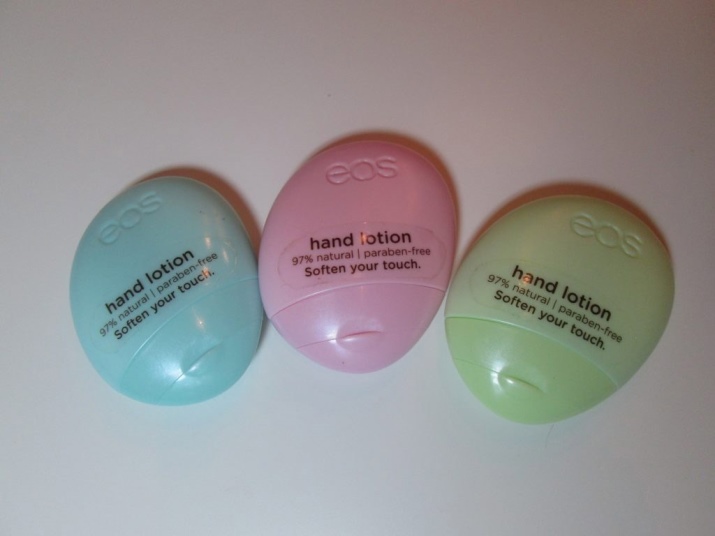 eos
hand lotion
97% natural | paraben-free
Soften your touch.
eos
hand lotion
97% natural | paraben-free
Soften your touch.
eos
hand lotion
97% natural | paraben-free
Soften your touch.